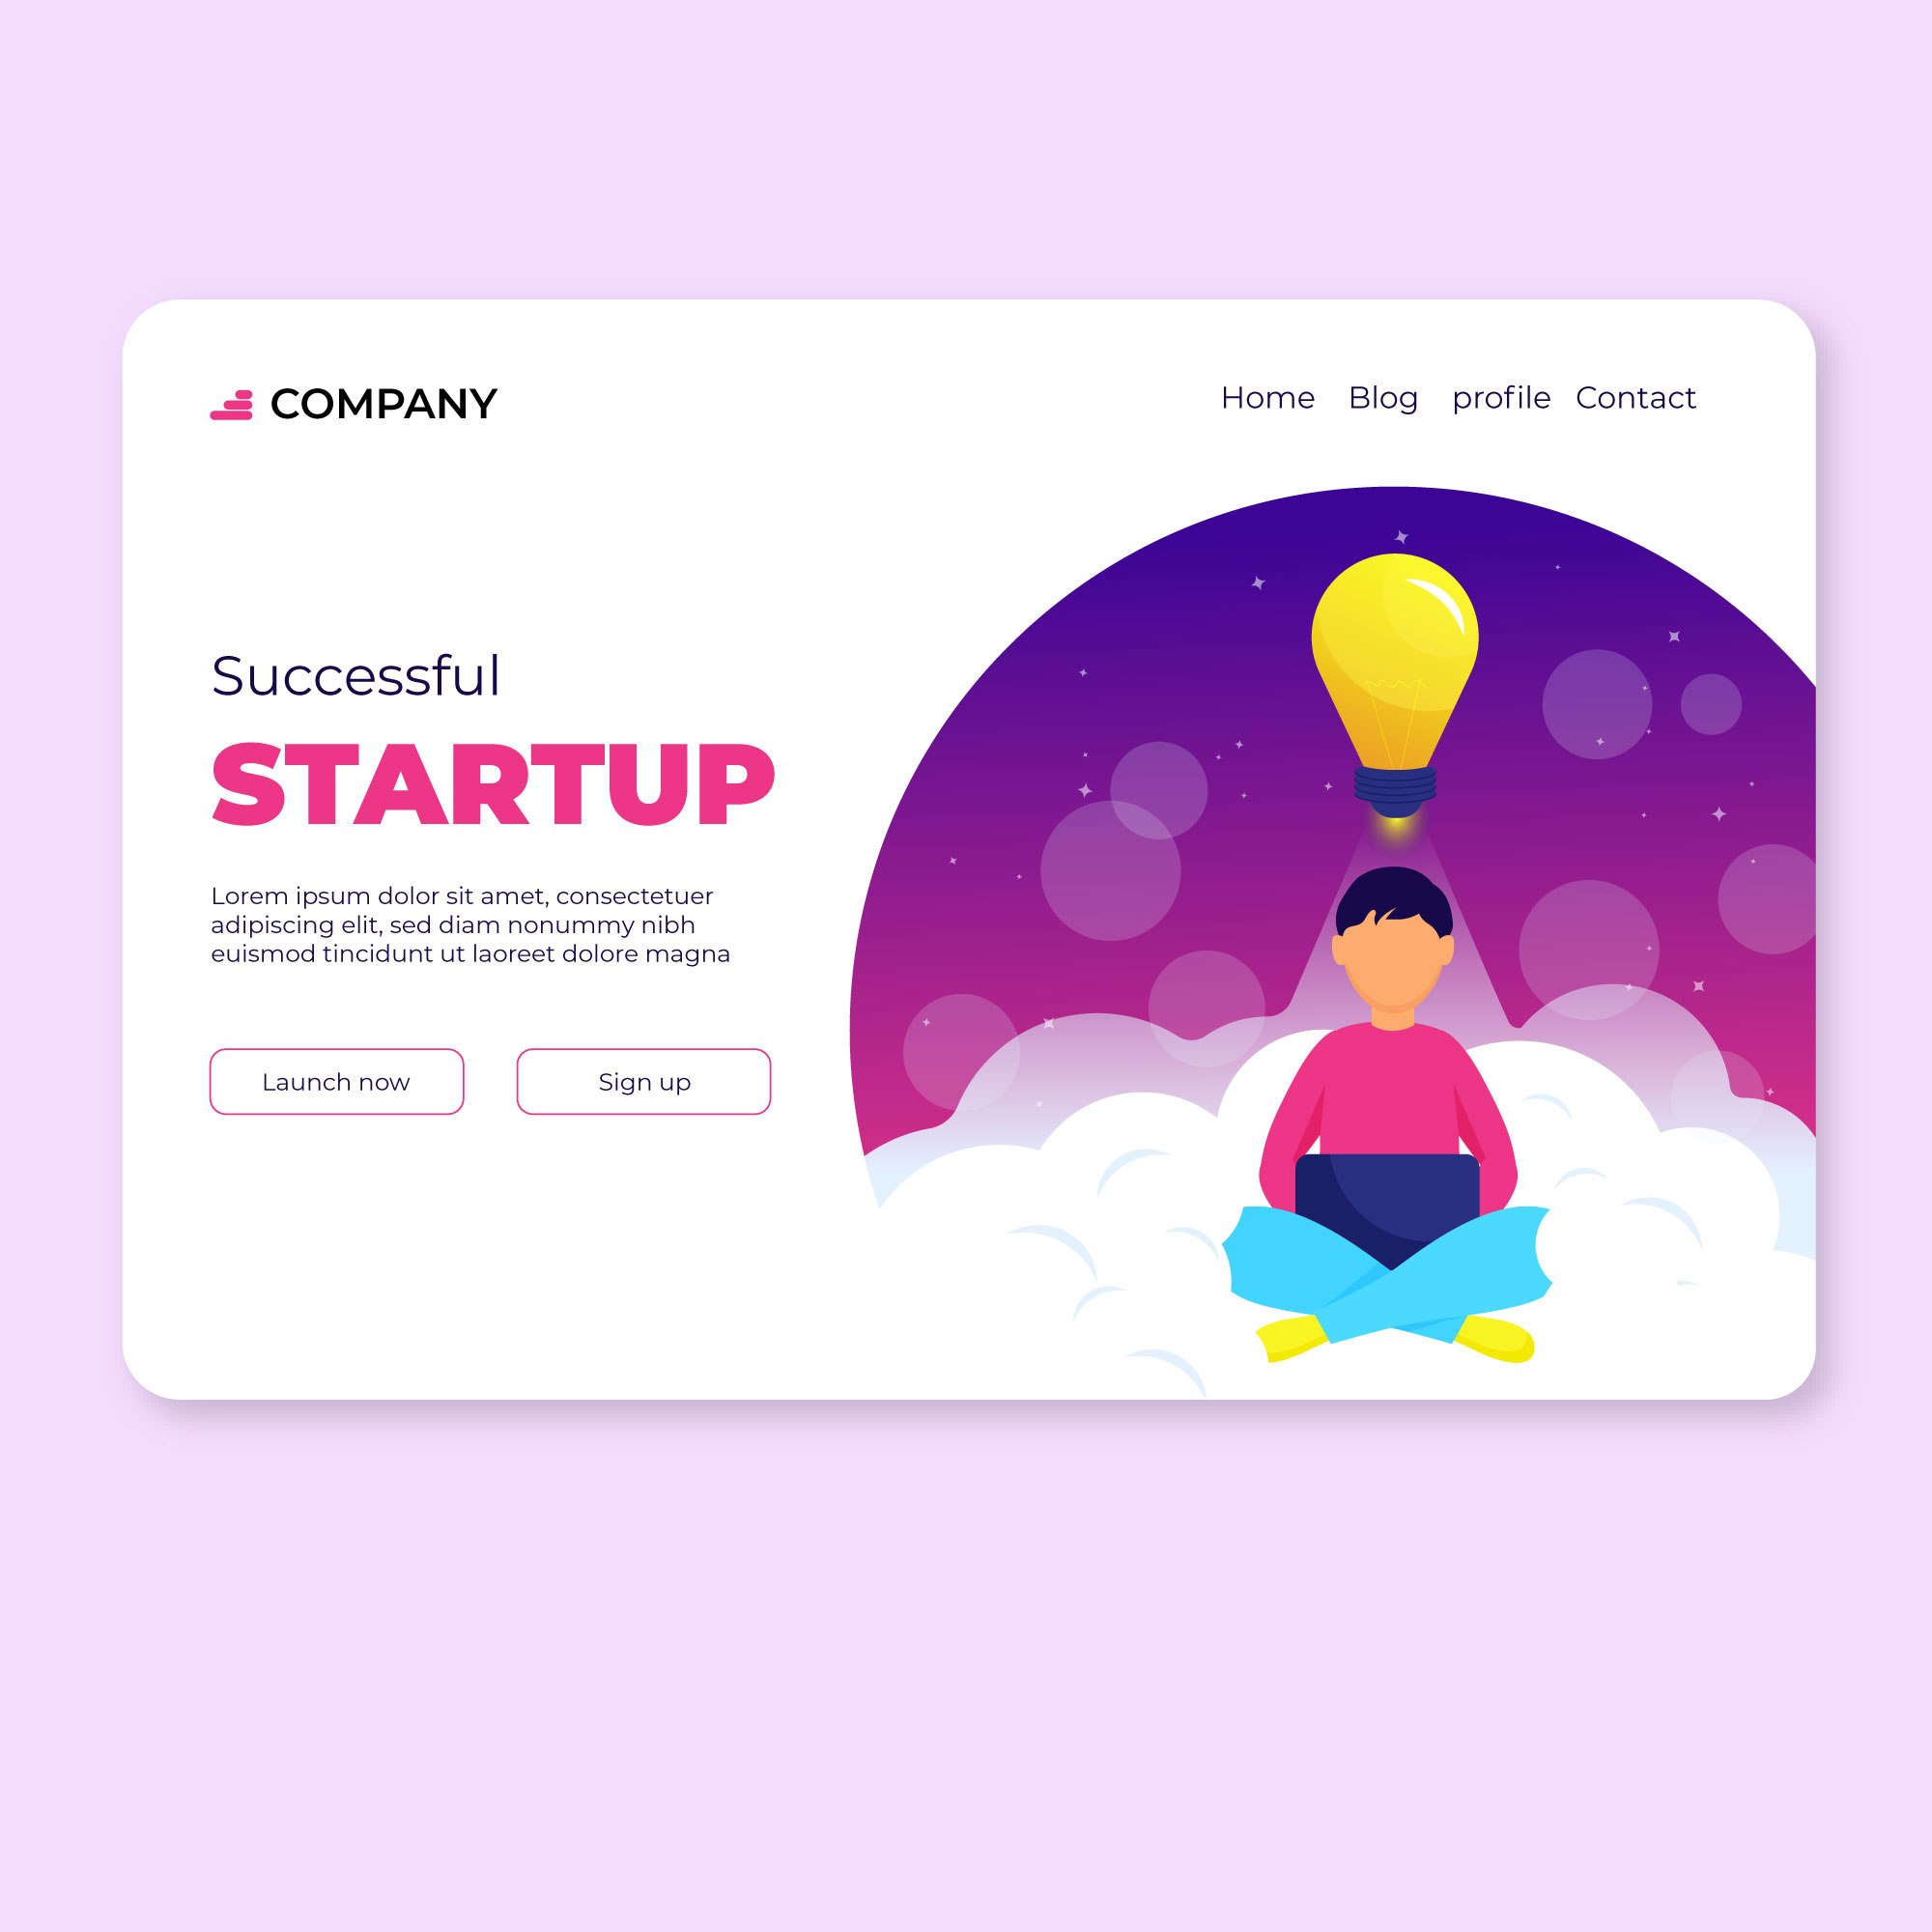 COMPANY
Home Blog profile Contact
Successful
STARTUP
Lorem ipsum dolor sit amet, consectetuer
adipiscing elit, sed diam nonummy nibh
euismod tincidunt ut laoreet dolore magna
Launch now
Sign up